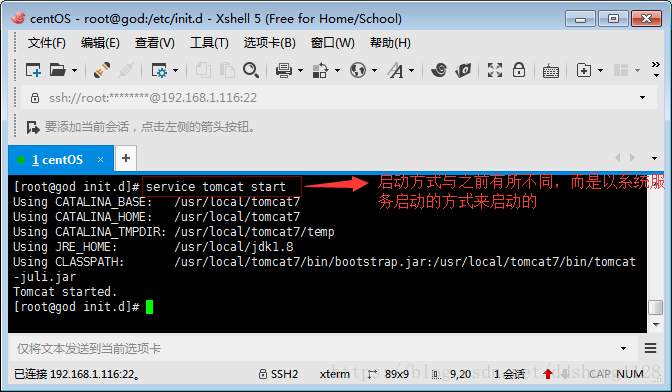 centOS - root@god:/etc/init.d - Xshell 5 (Free for Home/School)
文件(F) 编辑(E) 查看(V) 工具(T) 选项卡(B) 窗口(W) 帮助(H)
ssh://root:********@192.168.1.116:22
要添加当前会话，点击左侧的箭头按钮。
1 centOS
[root@god init.d]# service tomcat start
启动方式与之前有所不同，而是以系统服
务启动的方式来启动的
Using CATALINA_BASE: /usr/local/tomcat7
Using CATALINA_HOME: /usr/local/tomcat7
Using CATALINA_TMPDIR: /usr/local/tomcat7/temp
Using JRE_HOME: /usr/local/jdk1.8
Using CLASSPATH: /usr/local/tomcat7/bin/bootstrap.jar:/usr/local/tomcat7/bin/tomcat
-juli.jar
Tomcat started.
[root@god init.d]#
仅将文本发送到当前选项卡
已连接 192.168.1.116:22。 SSH2 xterm 89x9 9,20 1 会话 CAP NUM